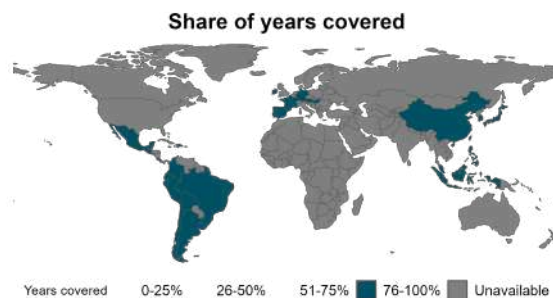 Share of years covered
Years covered 0-25% 26-50% 51-75% 76-100% Unavailable